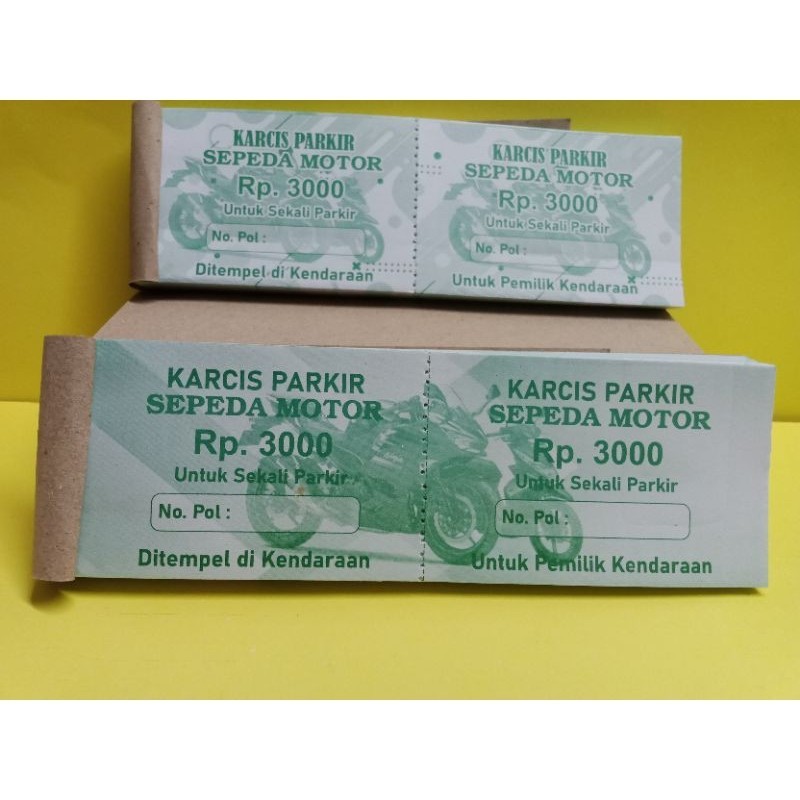 KARCIS PARKIR
SEPEDA MOTOR
Rp. 3000
Untuk Sekali Parkir
No. Pol :
Ditempel di Kendaraan
KARCIS PARKIR
SEPEDA MOTOR
Rp. 3000
Untuk Sekali Parkir
No. Pol :
Untuk Pemilik Kendaraan
KARCIS PARKIR
SEPEDA MOTOR
Rp. 3000
Untuk Sekali Parkir
No. Pol :
Ditempel di Kendaraan
KARCIS PARKIR
SEPEDA MOTOR
Rp. 3000
Untuk Sekali Parkir
No. Pol :
Untuk Pemilik Kendaraan